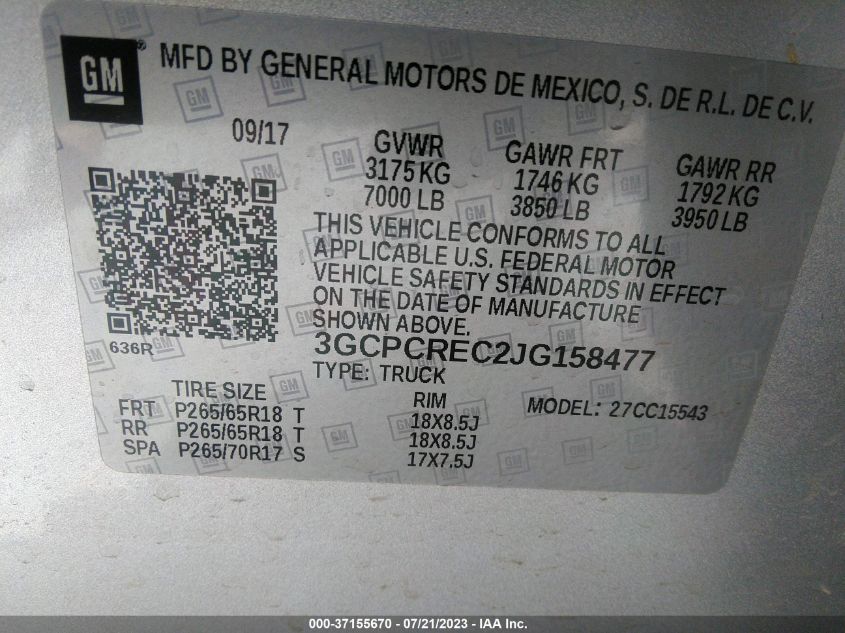 GM
MFD BY GENERAL MOTORS DE MEXICO, S. DE R.L. DE C.V.
09/17
GVWR GAWR FRT GAWR RR
3175 KG 1746 KG 1792 KG
7000 LB 3850 LB 3950 LB
THIS VEHICLE CONFORMS TO ALL
APPLICABLE U.S. FEDERAL MOTOR
VEHICLE SAFETY STANDARDS IN EFFECT
ON THE DATE OF MANUFACTURE
SHOWN ABOVE.
636R
3GCPCREC2JG158477
TYPE: TRUCK
TIRE SIZE RIM MODEL: 27CC15543
FRT P265/65R18 T 18X8.5J
RR P265/65R18 T 18X8.5J
SPA P265/70R17 S 17X7.5J
000-37155670 / 07/21/2023 - IAA Inc.